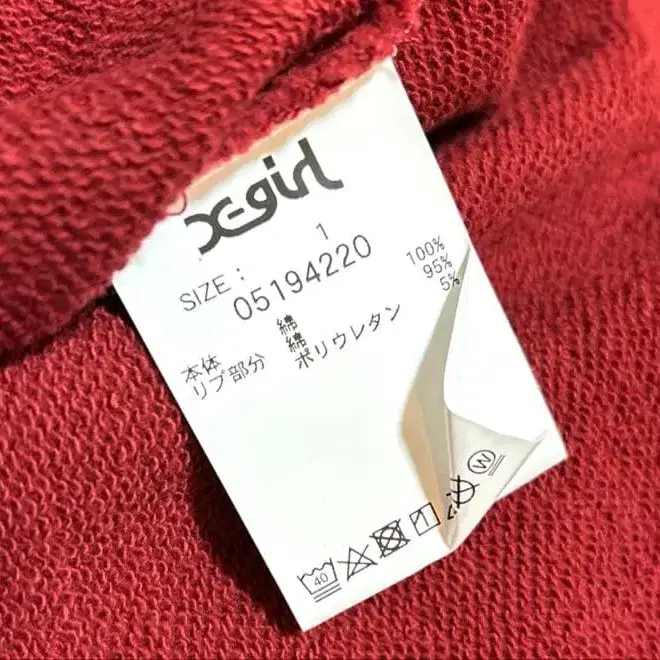 X-girl
SIZE: 1
05194220
本体 綿 100%
リブ部分 綿 95%
ポリウレタン 5%
40 W